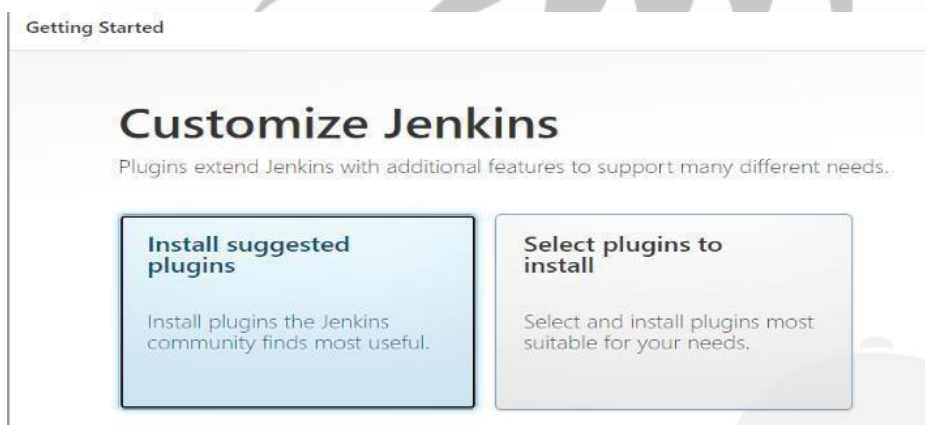 Getting Started
Customize Jenkins
Plugins extend Jenkins with additional features to support many different needs.
Install suggested
plugins
Install plugins the Jenkins
community finds most useful.
Select plugins to
install
Select and install plugins most
suitable for your needs.